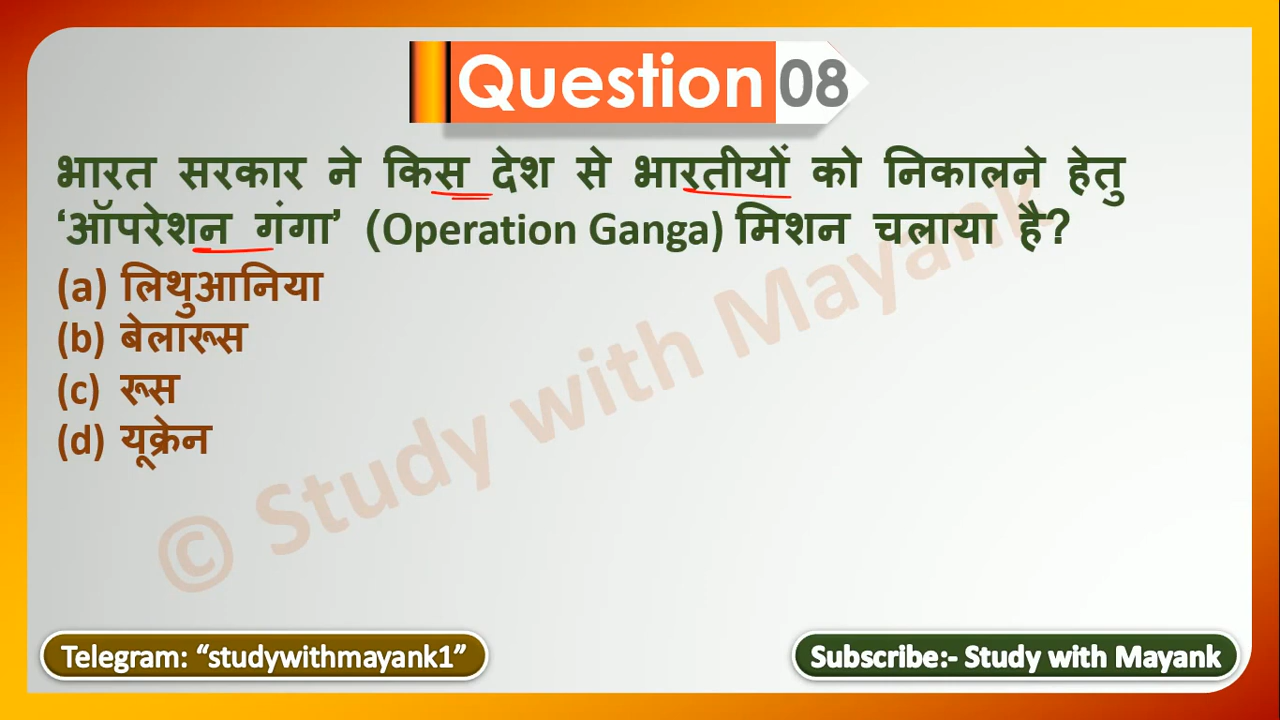 Question 08
भारत सरकार ने किस देश से भारतीयों को निकालने हेतु
‘ऑपरेशन गंगा’ (Operation Ganga) मिशन चलाया है?
(a) लिथुआनिया
(b) बेलारूस
(c) रूस
(d) यूक्रेन
© Study with Mayank
Telegram: “studywithmayank1”
Subscribe:- Study with Mayank